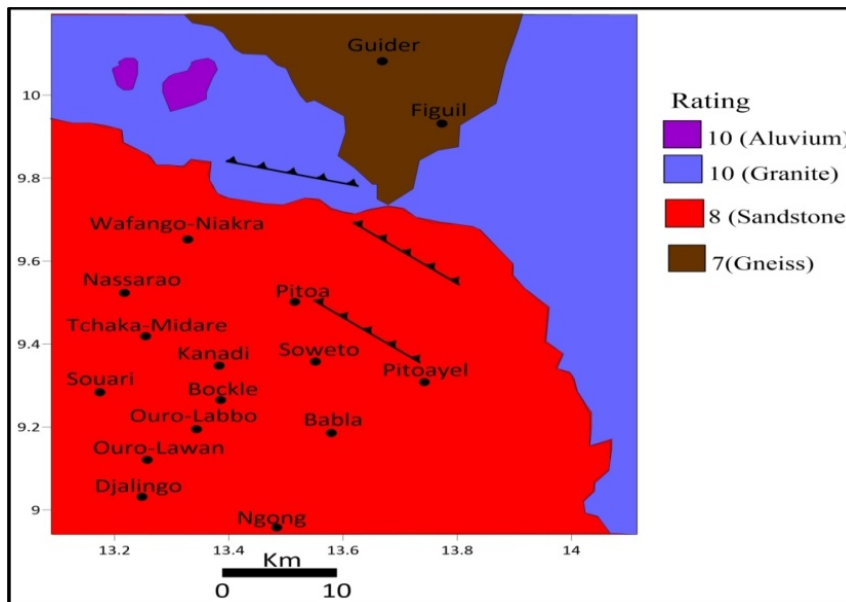 Guider
10
Figuil
Rating
10 (Aluvium)
10 (Granite)
8 (Sandstone
7(Gneiss)
9.8
Wafango-Niakra
9.6
Nassarao
Pitoa
Tchaka-Midare
9.4
Kanadi
Soweto
Souari
Bockle
Pitoayel
Ouro-Labbo
Babla
9.2
Ouro-Lawan
Djalingo
9
Ngong
13.2
13.4
13.6
13.8
14
Km
0
10